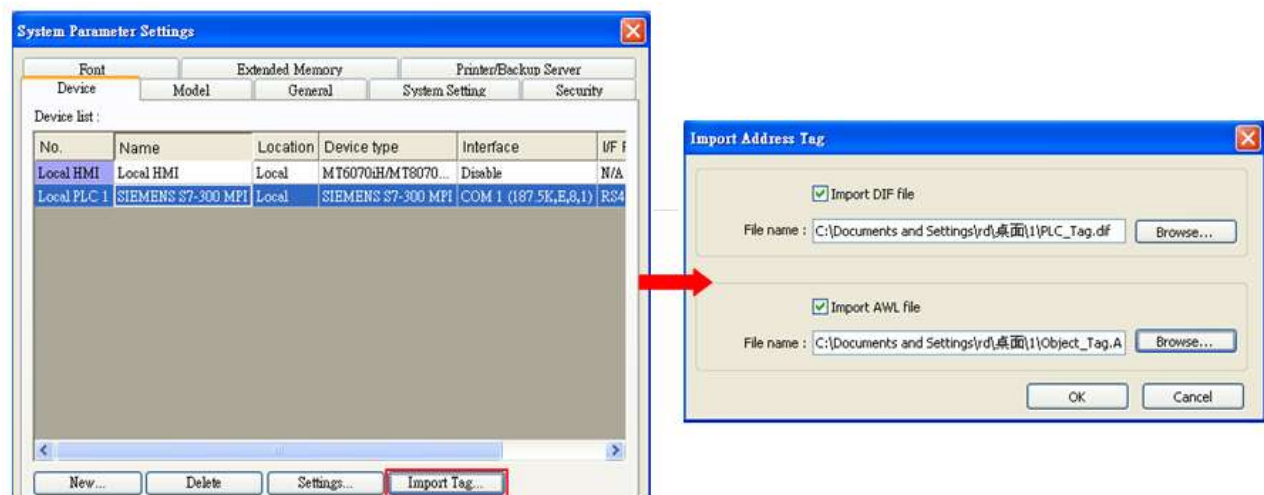 System Parameter Settings
Font Extended Memory Printer/Backup Server
Device Model General System Setting Security
Device list :
No. Name Location Device type Interface I/F
Local HMI Local HMI Local MT6070iH/MT8070... Disable N/A
Local PLC 1 SIEMENS S7-300 MPI Local SIEMENS S7-300 MPI COM 1 (187.5K,E,8,1) RS4
New... Delete Settings... Import Tag...
Import Address Tag
Import DIF file
File name : C:\Documents and Settings\rd\桌面\1\PLC_Tag.dif Browse...
Import AWL file
File name : C:\Documents and Settings\rd\桌面\1\Object_Tag.A Browse...
OK Cancel